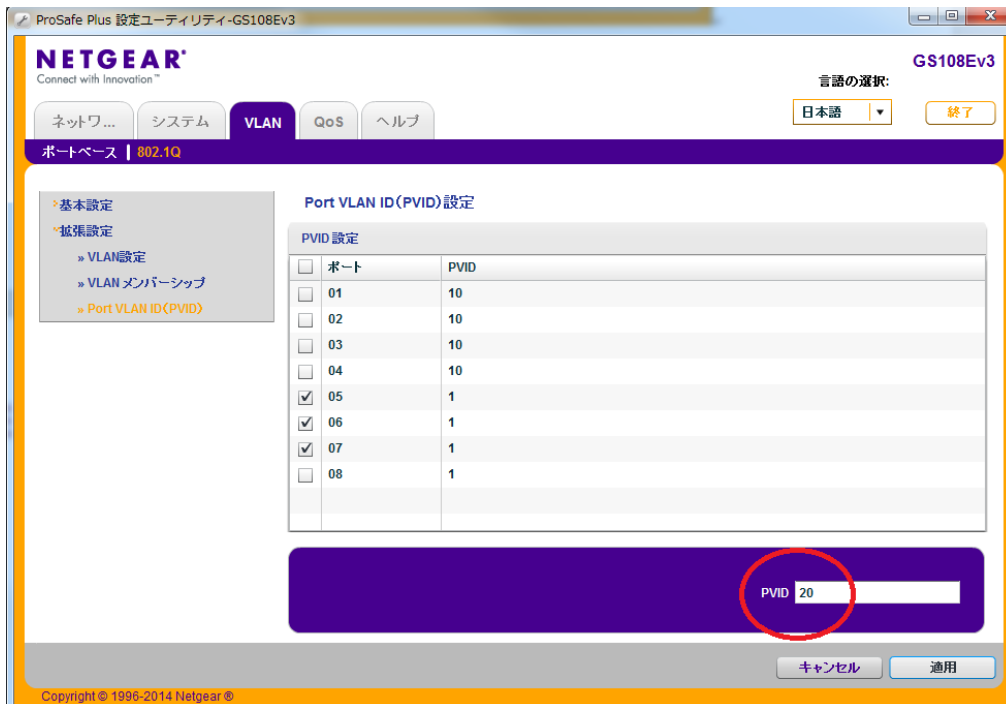 ProSafe Plus 設定ユーティリティ-GS108Ev3
NETGEAR®
Connect with Innovation™
GS108Ev3
言語の選択:
日本語
終了
ネットワ...
システム
VLAN
QoS
ヘルプ
ポートベース | 802.1Q
基本設定
拡張設定
» VLAN設定
» VLAN メンバーシップ
» Port VLAN ID(PVID)
Port VLAN ID(PVID)設定
PVID 設定
ポート PVID
01 10
02 10
03 10
04 10
05 1
06 1
07 1
08 1
PVID 20
キャンセル
適用
Copyright © 1996-2014 Netgear ®